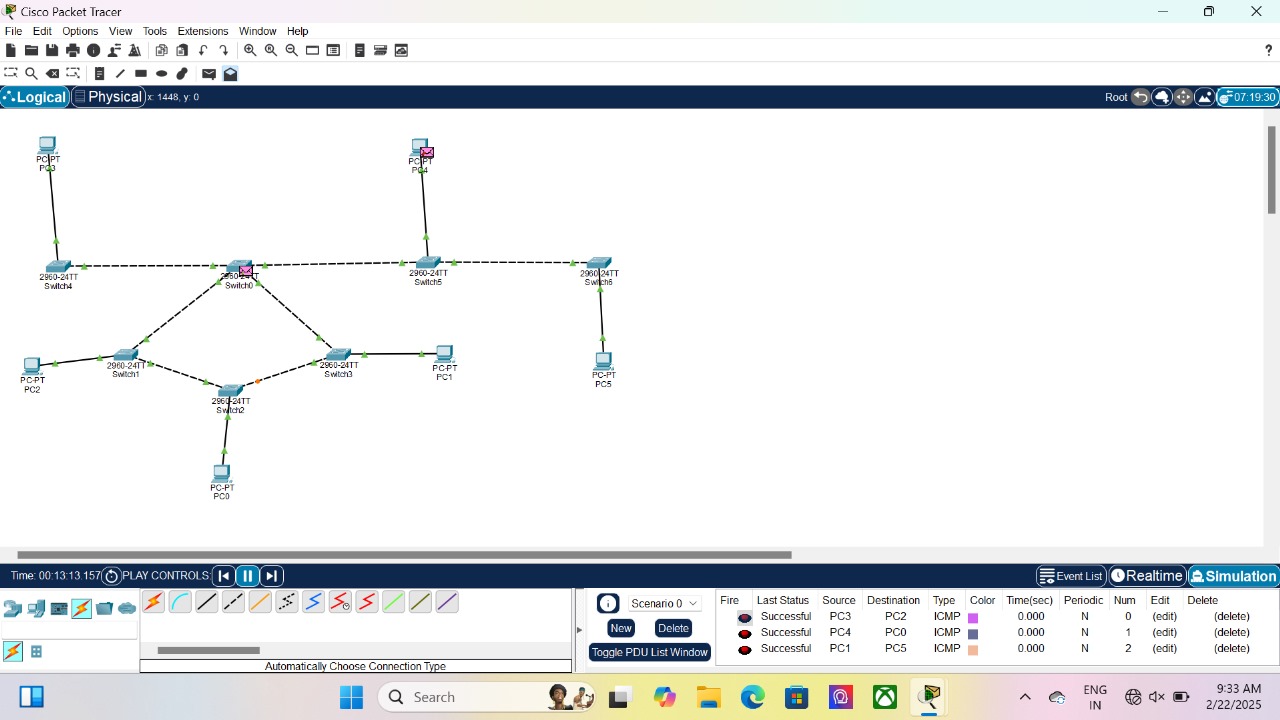 Cisco Packet Tracer
File Edit Options View Tools Extensions Window Help
?
Logical Physical x: 1448, y: 0 Root 07:19:30
PC-PT
PC3
PC-PT
PC4
2960-24TT
Switch4
2960-24TT
Switch0
2960-24TT
Switch5
2960-24TT
Switch6
2960-24TT
Switch1
2960-24TT
Switch3
PC-PT
PC1
PC-PT
PC2
PC-PT
PC5
2960-24TT
Switch2
PC-PT
PC0
Time: 00:13:13.157 PLAY CONTROLS: Event List Realtime Simulation
Scenario 0
New Delete
Toggle PDU List Window
Fire Last Status Source Destination Type Color Time(sec) Periodic Num Edit Delete
Successful PC3 PC2 ICMP 0.000 N 0 (edit) (delete)
Successful PC4 PC0 ICMP 0.000 N 1 (edit) (delete)
Successful PC1 PC5 ICMP 0.000 N 2 (edit) (delete)
Automatically Choose Connection Type
Search
ENG
IN
9:33 AM
2/22/2025